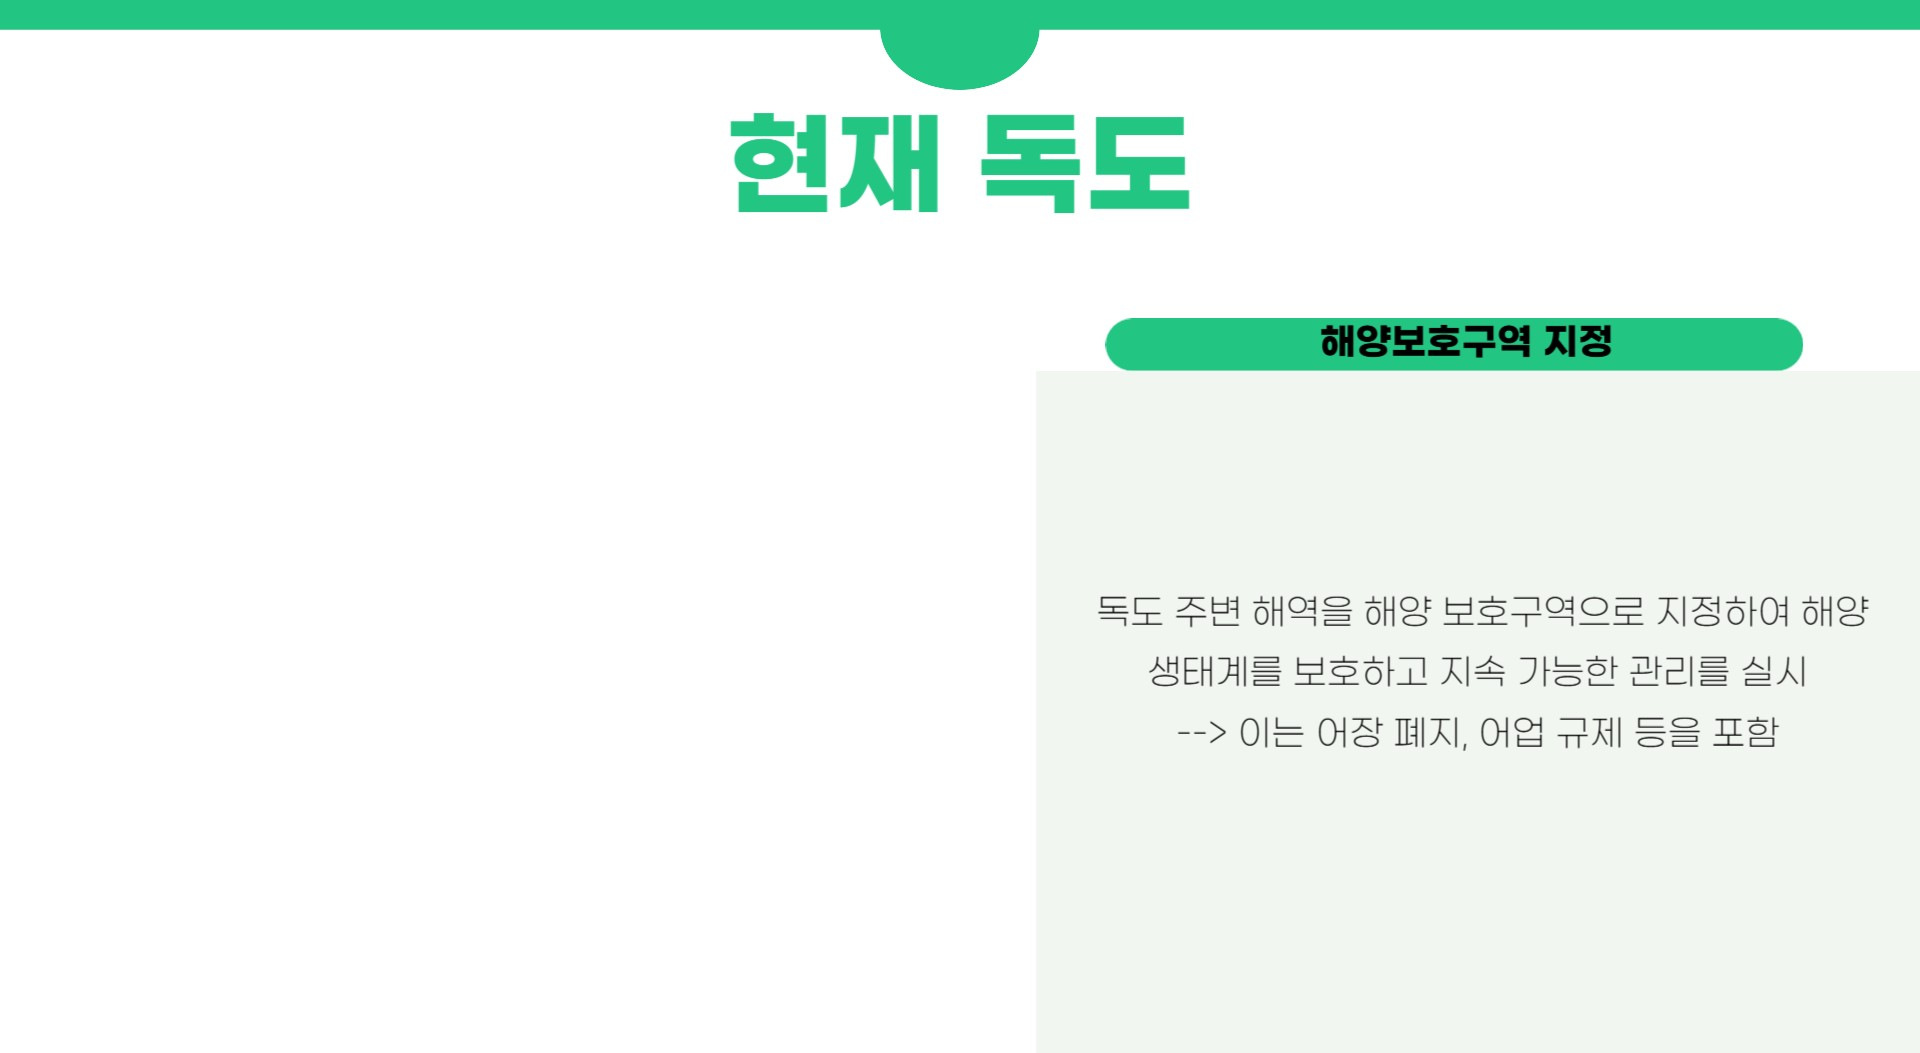 현재 독도
해양보호구역 지정
독도 주변 해역을 해양 보호구역으로 지정하여 해양
생태계를 보호하고 지속 가능한 관리를 실시
--> 이는 어장 폐지, 어업 규제 등을 포함